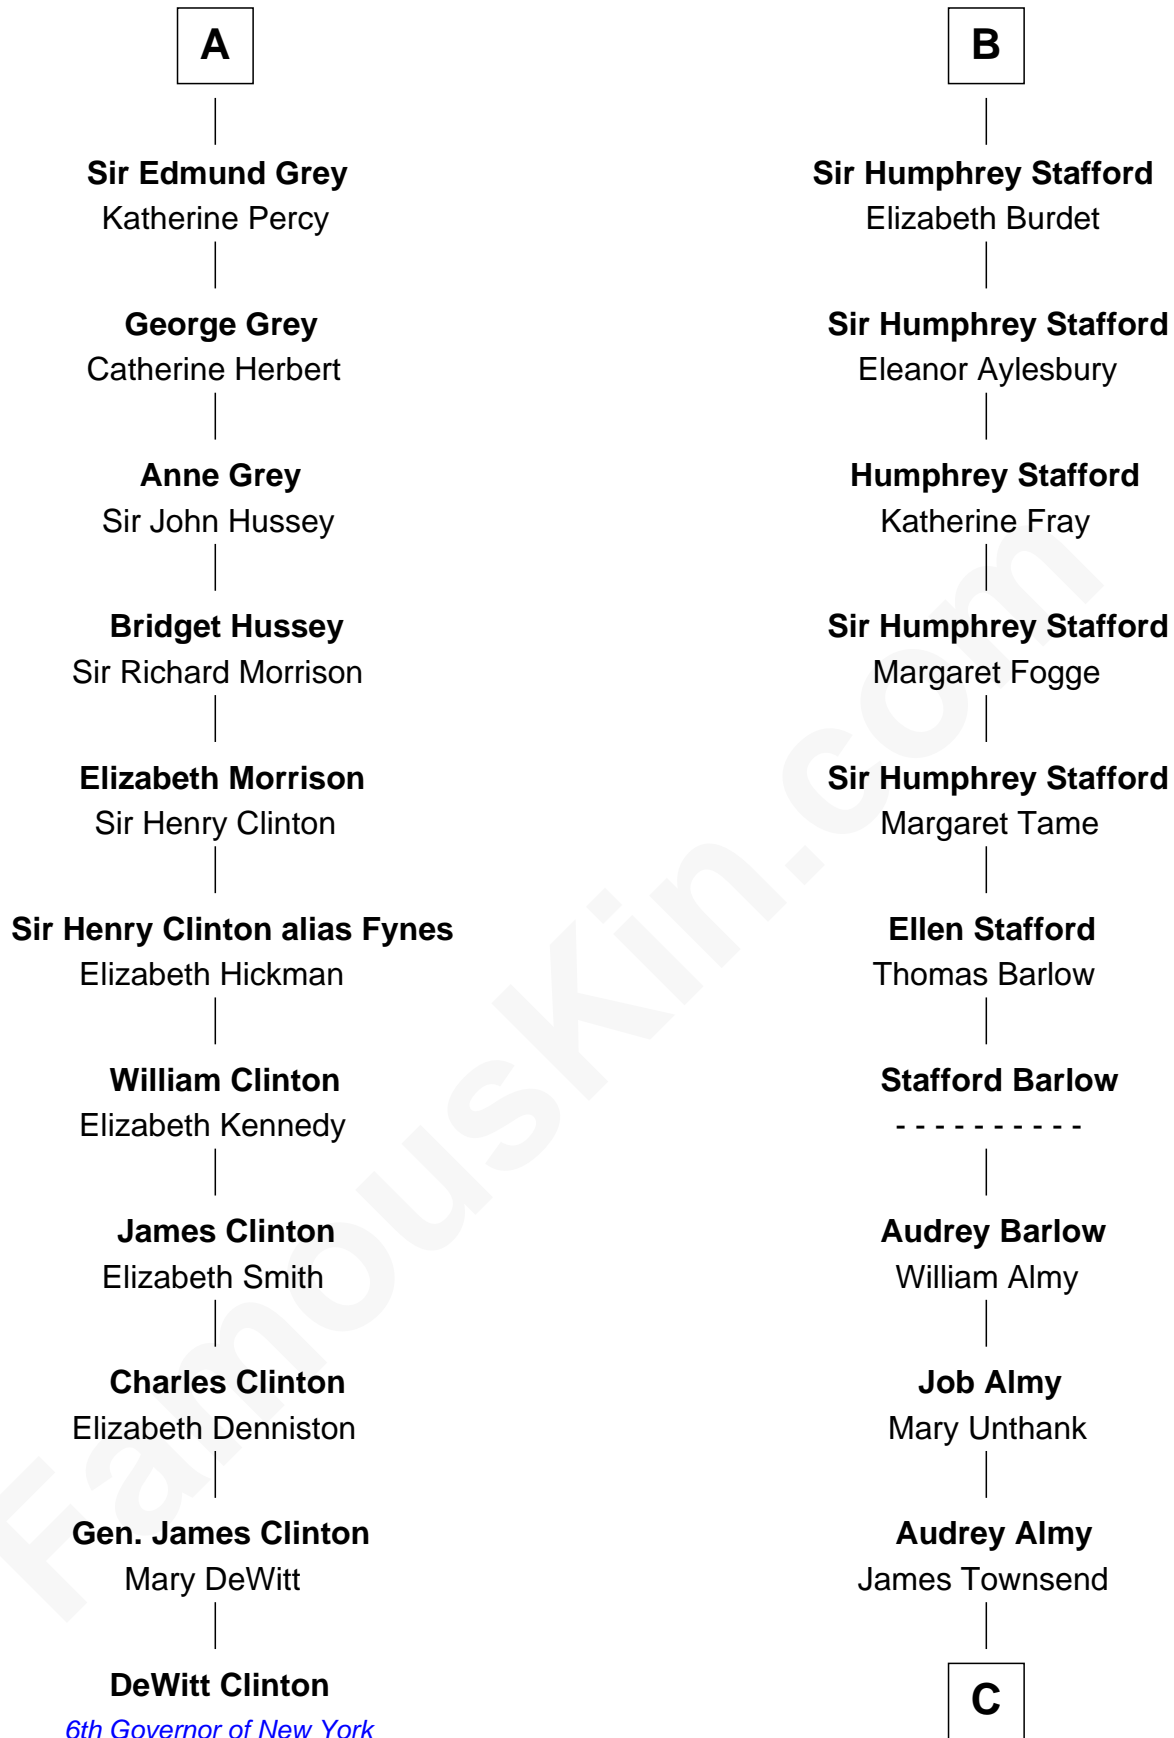 A
Sir Edmund Grey
Katherine Percy
George Grey
Catherine Herbert
Anne Grey
Sir John Hussey
Bridget Hussey
Sir Richard Morrison
Elizabeth Morrison
Sir Henry Clinton
Sir Henry Clinton alias Fynes
Elizabeth Hickman
William Clinton
Elizabeth Kennedy
James Clinton
Elizabeth Smith
Charles Clinton
Elizabeth Denniston
Gen. James Clinton
Mary DeWitt
DeWitt Clinton
6th Governor of New York
B
Sir Humphrey Stafford
Elizabeth Burdet
Sir Humphrey Stafford
Eleanor Aylesbury
Humphrey Stafford
Katherine Fray
Sir Humphrey Stafford
Margaret Fogge
Sir Humphrey Stafford
Margaret Tame
Ellen Stafford
Thomas Barlow
Stafford Barlow
- - - - - - - - - -
Audrey Barlow
William Almy
Job Almy
Mary Unthank
Audrey Almy
James Townsend
C
FamousKin.com